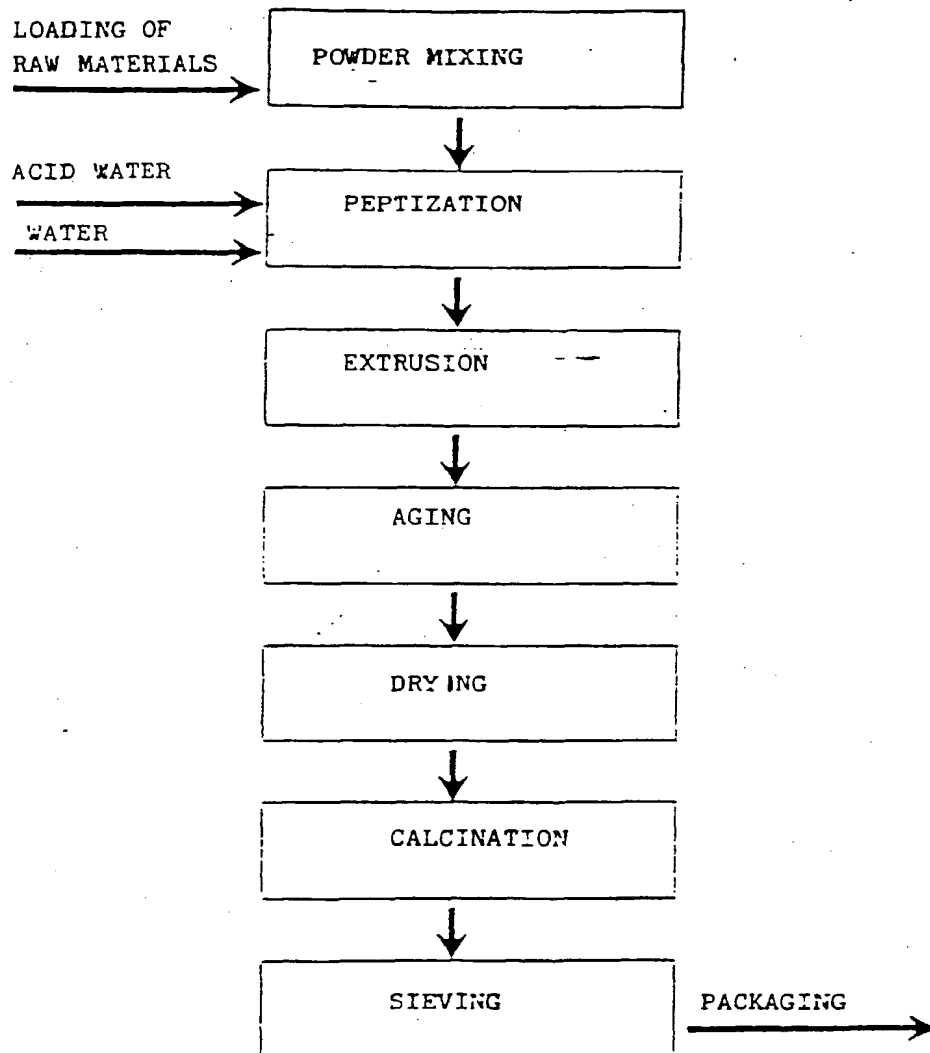 LOADING OF
RAW MATERIALS
POWDER MIXING
ACID WATER
WATER
PEPTIZATION
EXTRUSION
AGING
DRYING
CALCINATION
SIEVING
PACKAGING